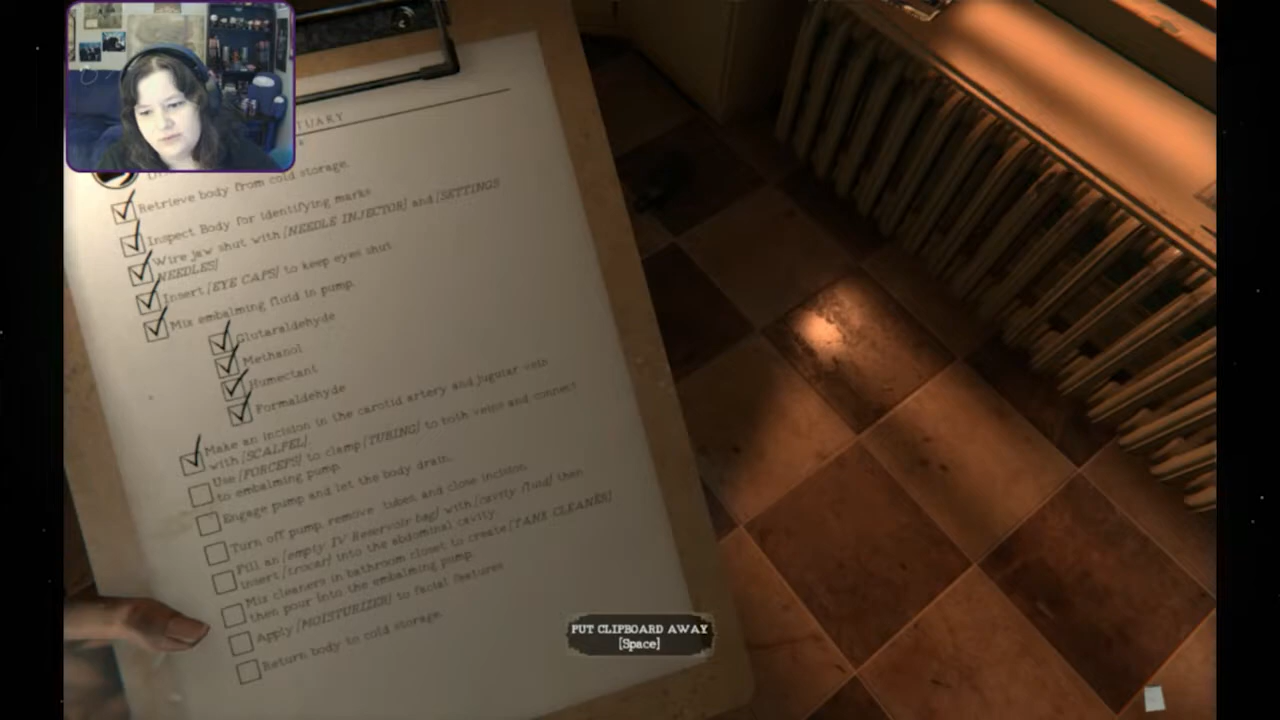 TUARY
Retrieve body from cold storage.
Inspect Body for identifying marks
Wire jaw shut with [NEEDLE INJECTOR] and [SETTINGS
NEEDLES]
Insert [EYE CAPS] to keep eyes shut
Mix embalming fluid in pump.
Glutaraldehyde
Methanol
Humectant
Formaldehyde
Make an incision in the carotid artery and jugular vein
with [SCALPEL].
Use [FORCEPS] to clamp [TUBING] to both veins and connect
to embalming pump.
Engage pump and let the body drain.
Turn off pump, remove tubes and close incision.
Fill an [empty IV Reservoir bag] with [cavity fluid] then
insert [trocar] into the abdominal cavity.
Mix cleaners in bathroom closet to create [TANK CLEANER]
then pour into the embalming pump.
Apply [MOISTURIZER] to facial features
Return body to cold storage.
PUT CLIPBOARD AWAY
[Space]